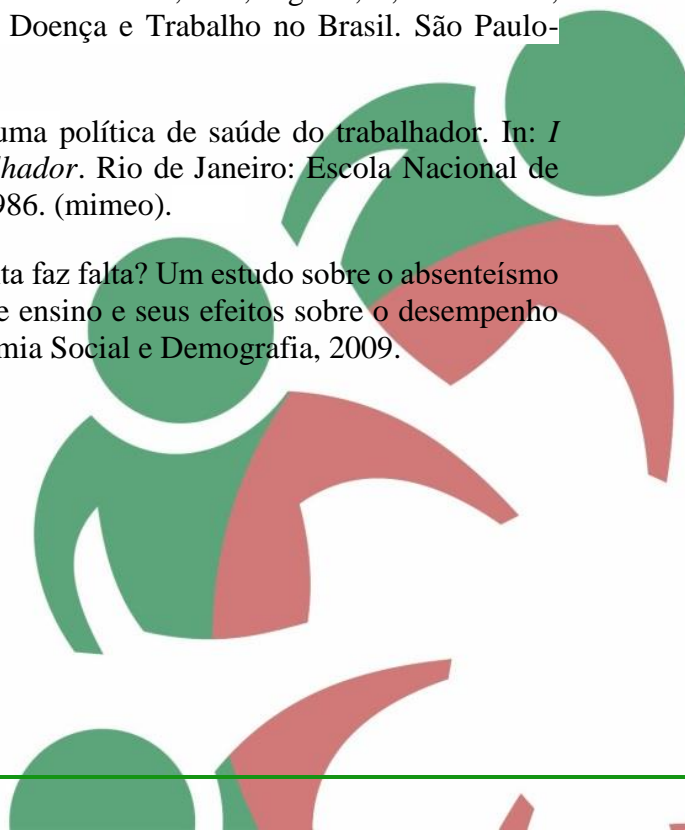 Doença e Trabalho no Brasil. São Paulo-
uma política de saúde do trabalhador. In: I
lhador. Rio de Janeiro: Escola Nacional de
986. (mimeo).
lta faz falta? Um estudo sobre o absenteísmo
e ensino e seus efeitos sobre o desempenho
mia Social e Demografia, 2009.